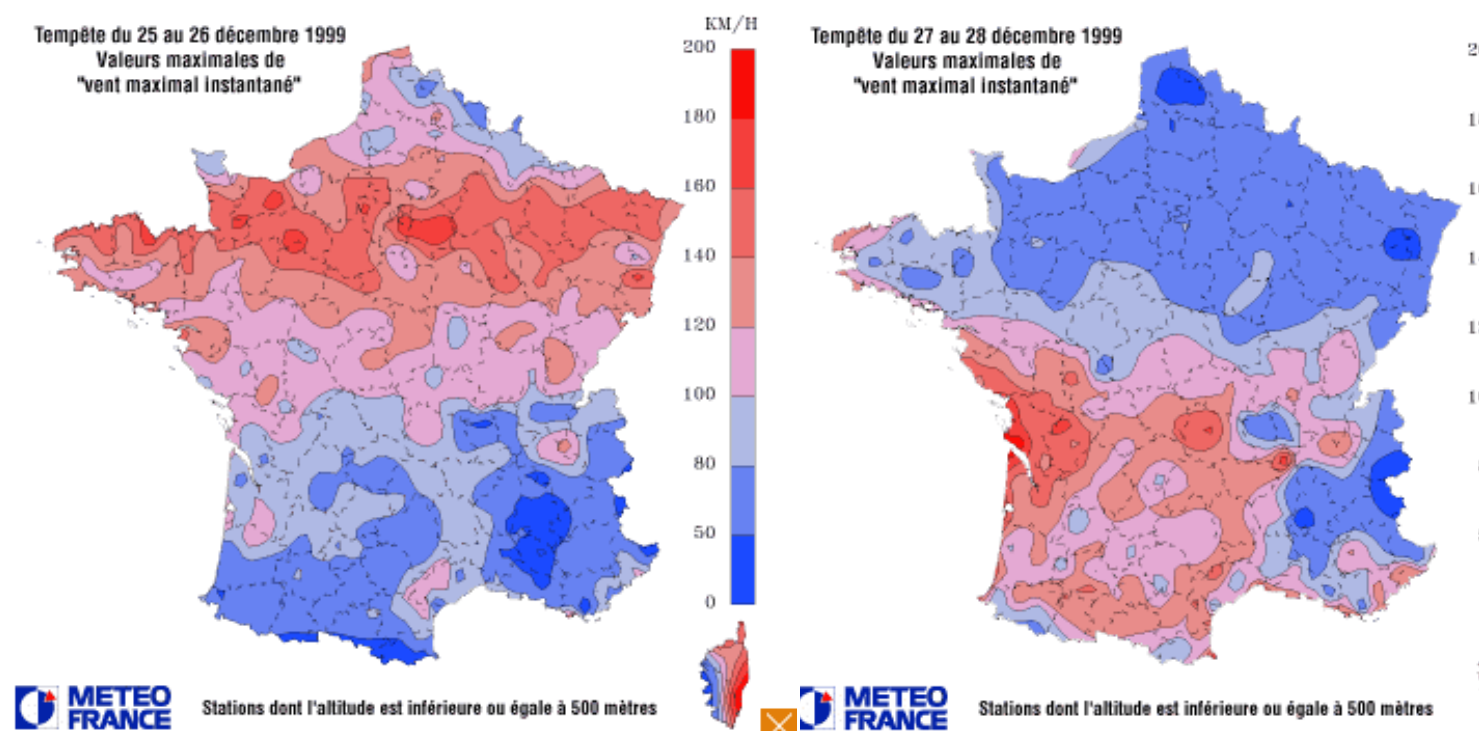 Tempête du 25 au 26 décembre 1999
Valeurs maximales de
"vent maximal instantané"
KM/H
200
180
160
140
120
100
80
50
0
METEO
FRANCE
Stations dont l'altitude est inférieure ou égale à 500 mètres
Tempête du 27 au 28 décembre 1999
Valeurs maximales de
"vent maximal instantané"
METEO
FRANCE
Stations dont l'altitude est inférieure ou égale à 500 mètres